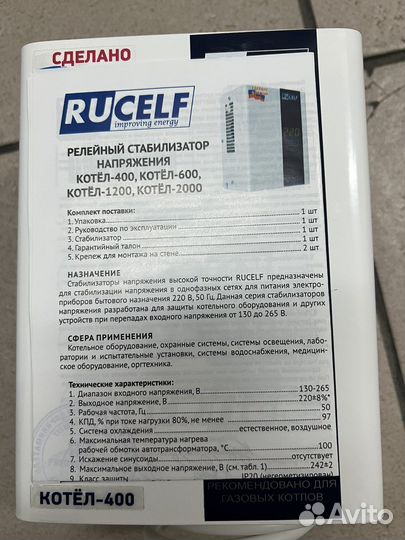 СДЕЛАНО
RUCELF
improving energy
РЕЛЕЙНЫЙ СТАБИЛИЗАТОР
НАПРЯЖЕНИЯ
КОТЁЛ-400, КОТЁЛ-600,
КОТЁЛ-1200, КОТЁЛ-2000
220
Комплект поставки:
1. Упаковка 1 шт
2. Руководство по эксплуатации 1 шт
3. Стабилизатор 1 шт
4. Гарантийный талон 1 шт
5. Крепеж для монтажа на стене 2 шт
НАЗНАЧЕНИЕ
Стабилизаторы напряжения высокой точности RUCELF предназначены
для стабилизации напряжения в однофазных сетях для питания электро-
приборов бытового назначения 220 В, 50 Гц. Данная серия стабилизаторов
напряжения разработана для защиты котельного оборудования и других
устройств при перепадах входного напряжения от 130 до 265 В.
СФЕРА ПРИМЕНЕНИЯ
Котельное оборудование, охранные системы, системы освещения, лабо-
ратории и испытательные установки, системы водоснабжения, медицин-
ское оборудование, оргтехника.
Технические характеристики:
1. Диапазон входного напряжения, В 130-265
2. Выходное напряжение, В 220±8%*
3. Рабочая частота, Гц 50
4. КПД, % при токе нагрузки 80%, не менее 97
5. Система охлаждения естественное, воздушное
6. Максимальная температура нагрева
рабочей обмотки автотрансформатора, °С 100
7. Искажение синусоиды отсутствует
8. Максимальное напряжение, В (см. табл. 1) 242±2
9. Класс защиты IP20 (негерметизирован)
КОТЁЛ-400
РЕКОМЕНДОВАНО ДЛЯ
ГАЗОВЫХ КОТЛОВ
Avito